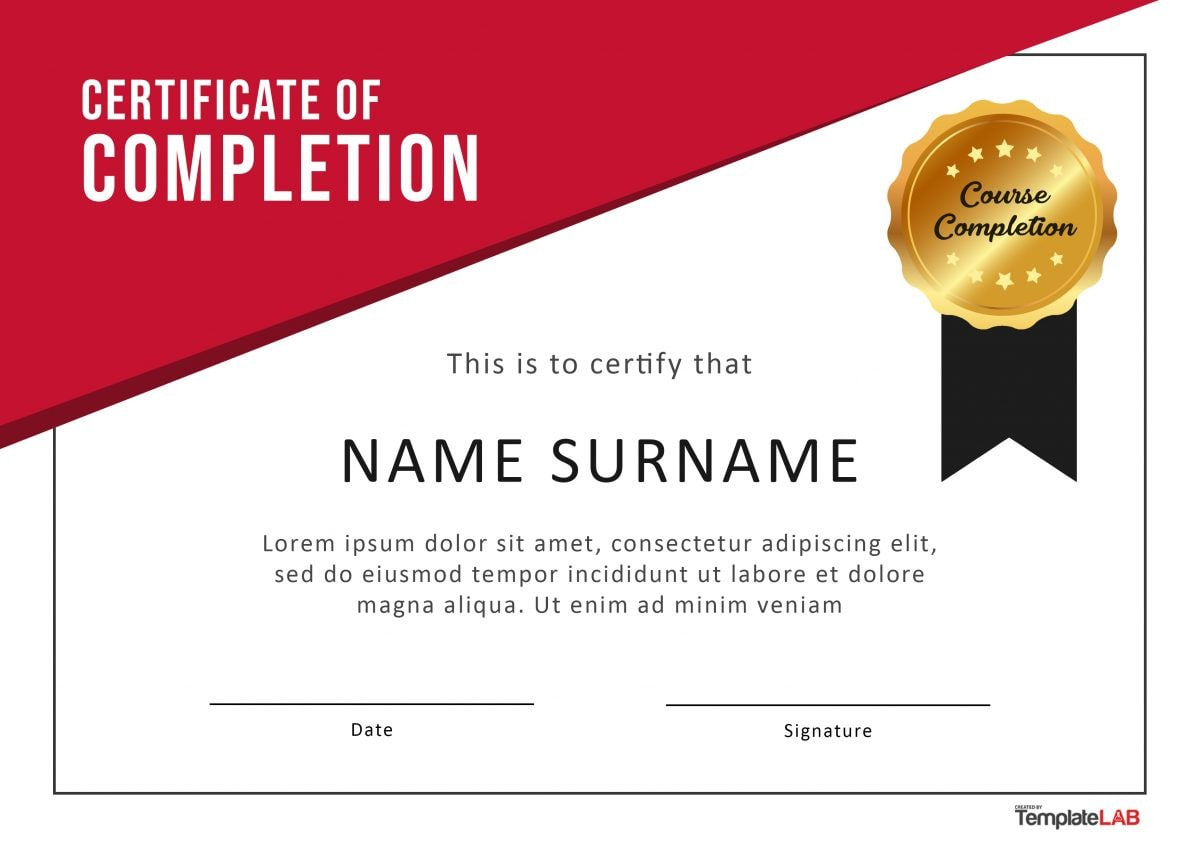 CERTIFICATE OF
COMPLETION
Course
Completion
This is to certify that
NAME SURNAME
Lorem ipsum dolor sit amet, consectetur adipiscing elit,
sed do eiusmod tempor incididunt ut labore et dolore
magna aliqua. Ut enim ad minim veniam
Date
Signature
CREATED BY
TemplateLAB